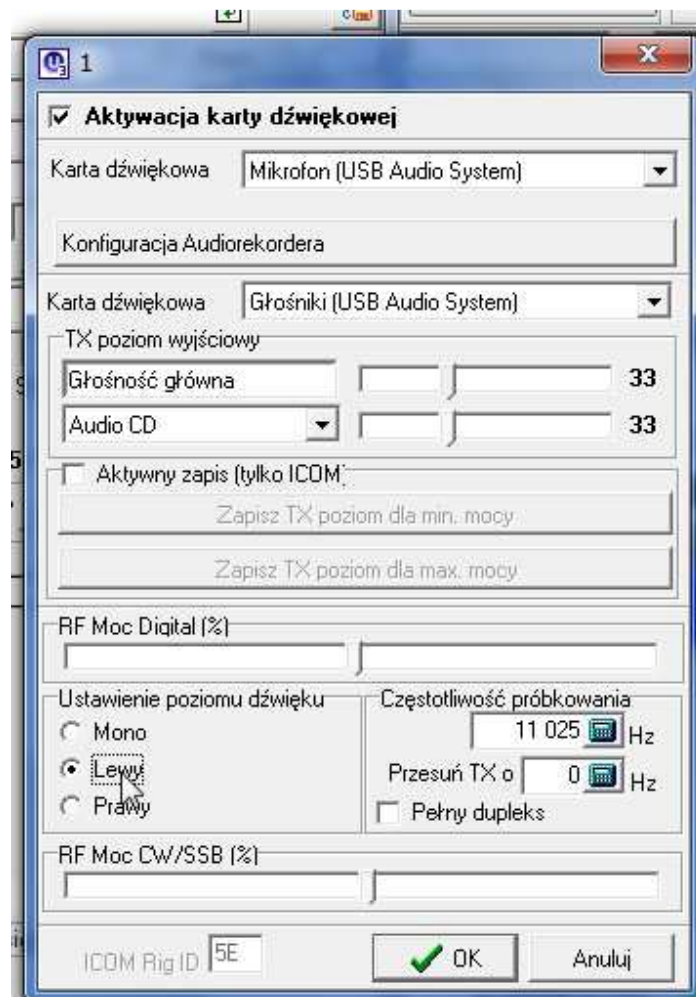 1
Aktywacja karty dźwiękowej
Karta dźwiękowa Mikrofon (USB Audio System)
Konfiguracja Audiorekordera
Karta dźwiękowa Głośniki (USB Audio System)
TX poziom wyjściowy
Głośność główna 33
Audio CD 33
Aktywny zapis (tylko ICOM)
Zapisz TX poziom dla min. mocy
Zapisz TX poziom dla max. mocy
RF Moc Digital (%)
Ustawienie poziomu dźwięku Częstotliwość próbkowania
Mono 11 025 Hz
Lewy Przesuń TX o 0 Hz
Prawy Pełny dupleks
RF Moc CW/SSB (%)
ICOM Rig ID 5E OK Anuluj